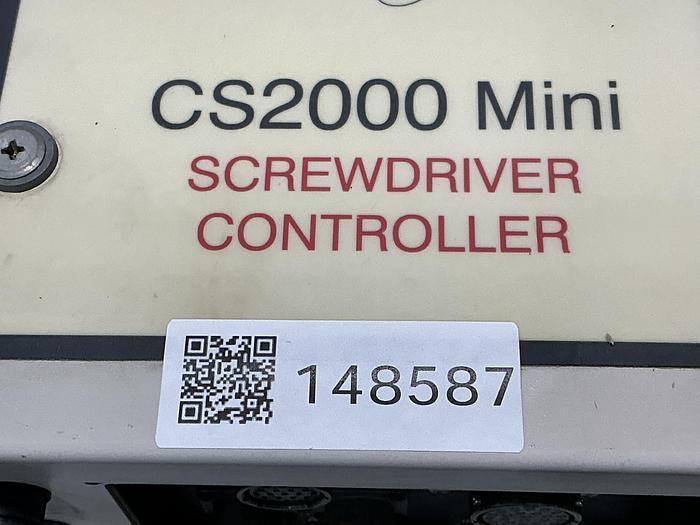 CS2000 Mini
SCREWDRIVER
CONTROLLER
148587